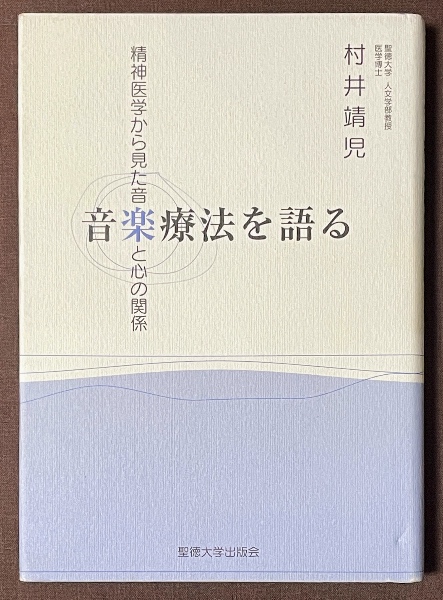 聖徳大学 人文学部教授
医学博士
村井靖児
精神医学から見た音楽と心の関係
音楽療法を語る
聖徳大学出版会